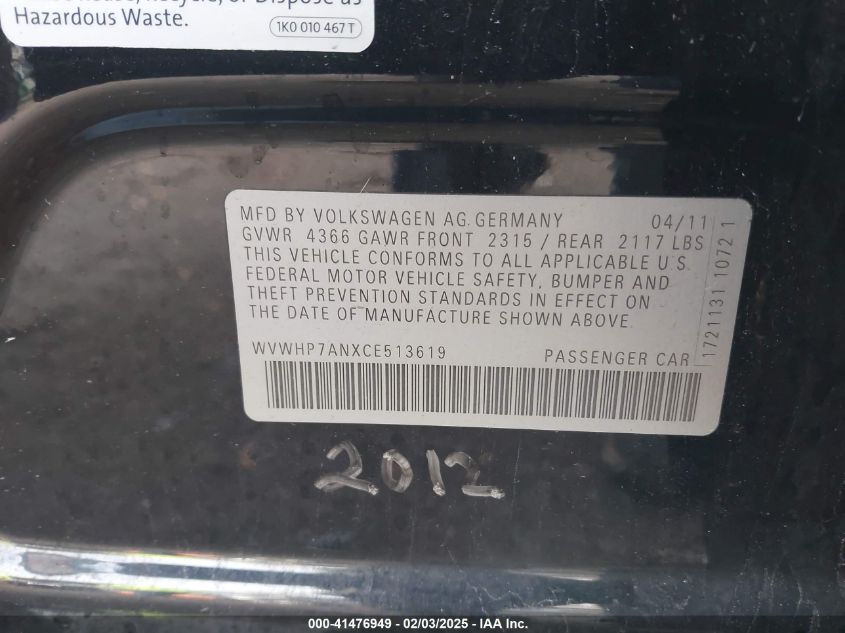 or Dispose as
Hazardous Waste.
1K0 010 467 T
MFD BY VOLKSWAGEN AG.GERMANY 04/11
GVWR 4366 GAWR FRONT 2315 / REAR 2117 LBS
THIS VEHICLE CONFORMS TO ALL APPLICABLE U S
FEDERAL MOTOR VEHICLE SAFETY, BUMPER AND
THEFT PREVENTION STANDARDS IN EFFECT ON
THE DATE OF MANUFACTURE SHOWN ABOVE.
WVWHP7ANXCE513619 PASSENGER CAR
1721131 1072 1
2012
000-41476949 - 02/03/2025 - IAA Inc.